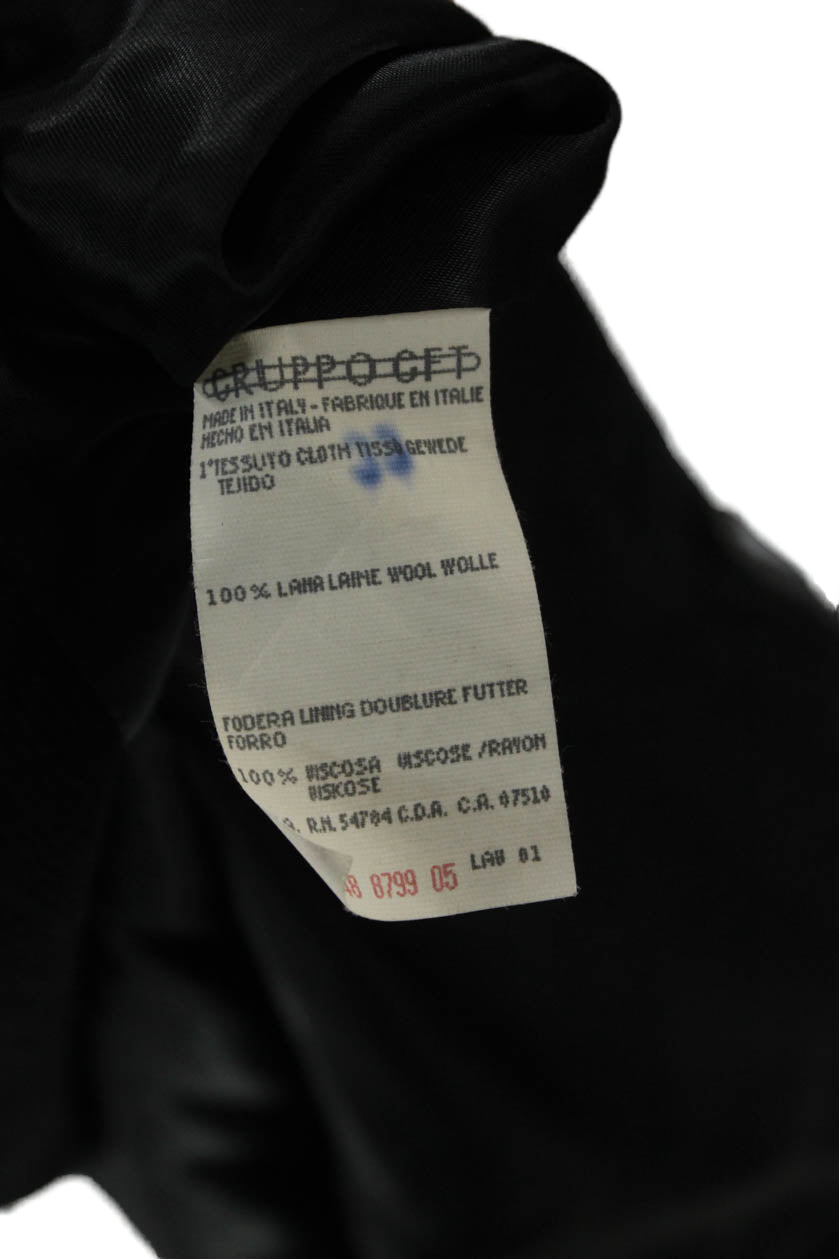 GRUPPO GFT
MADE IN ITALY - FABRIQUE EN ITALIE
HECHO EN ITALIA
1°TESSUTO CLOTH TISSU GEWEDE
TEJIDO
100% LANA LAINE WOOL WOLLE
FODERA LINING DOUBLURE FUTTER
FORRO
100% VISCOSA VISCOSE /RAYON
VISKOSE
R.N. 54784 C.D.A. C.A. 07510
LAV 01
8799 05